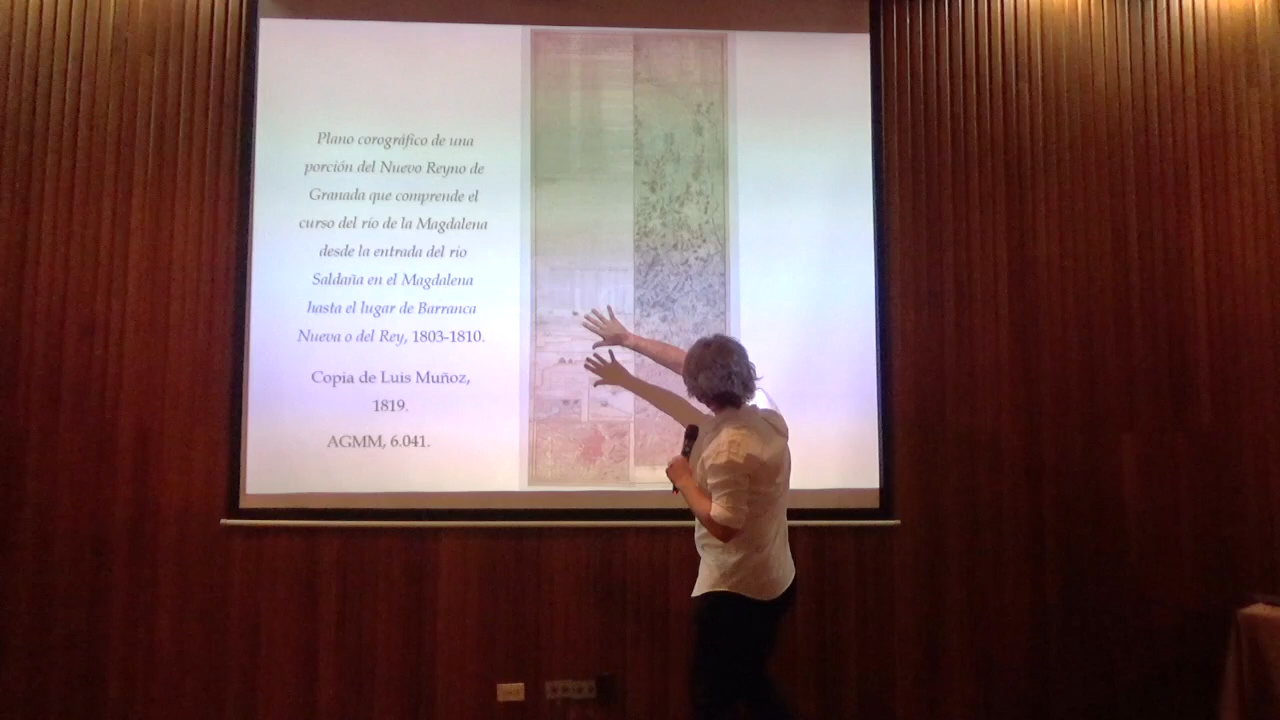 Plano corográfico de una
porción del Nuevo Reyno de
Granada que comprende el
curso del río de la Magdalena
desde la entrada del río
Saldaña en el Magdalena
hasta el lugar de Barranca
Nueva o del Rey, 1803-1810.
Copia de Luis Muñoz,
1819.
AGMM, 6.041.